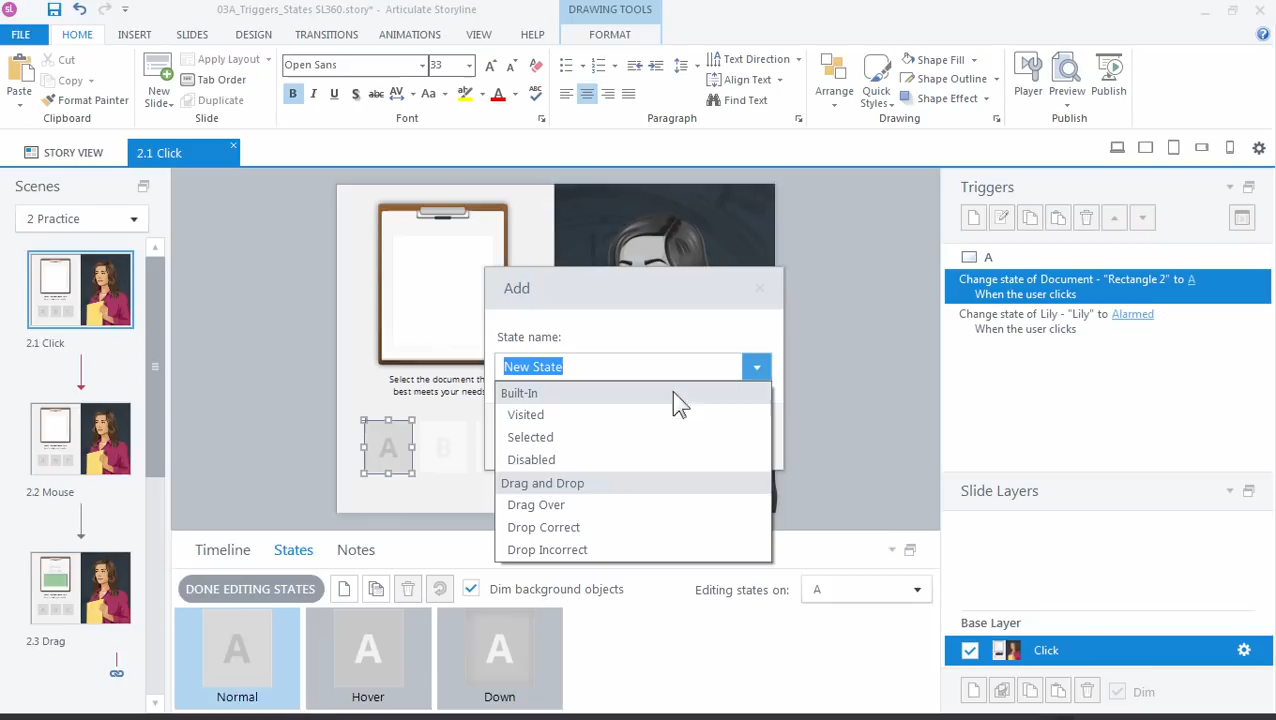 03A_Triggers_States SL360.story* - Articulate Storyline
DRAWING TOOLS
SL
FILE
HOME
INSERT
SLIDES
DESIGN
TRANSITIONS
ANIMATIONS
VIEW
HELP
FORMAT
Paste
Cut
Copy
Format Painter
Clipboard
New
Slide
Apply Layout
Tab Order
Duplicate
Slide
Open Sans
33
B I U S abc AV Aa A ABC
Font
Text Direction
Align Text
Find Text
Paragraph
Arrange
Quick
Styles
Shape Fill
Shape Outline
Shape Effect
Drawing
Player
Preview
Publish
Publish
STORY VIEW
2.1 Click
Scenes
2 Practice
2.1 Click
2.2 Mouse
2.3 Drag
Select the document th
best meets your needs
A
B
Add
State name:
New State
Built-In
Visited
Selected
Disabled
Drag and Drop
Drag Over
Drop Correct
Drop Incorrect
Timeline
States
Notes
DONE EDITING STATES
Dim background objects
Editing states on:
A
A
Normal
A
Hover
A
Down
Triggers
A
Change state of Document - "Rectangle 2" to A
When the user clicks
Change state of Lily - "Lily" to Alarmed
When the user clicks
Slide Layers
Base Layer
Click
Dim